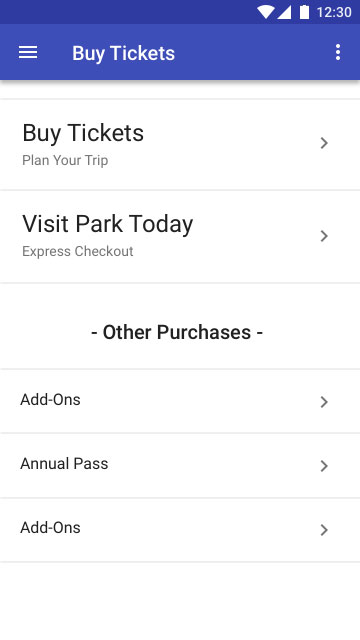 12:30
Buy Tickets
Buy Tickets
Plan Your Trip
Visit Park Today
Express Checkout
- Other Purchases -
Add-Ons
Annual Pass
Add-Ons